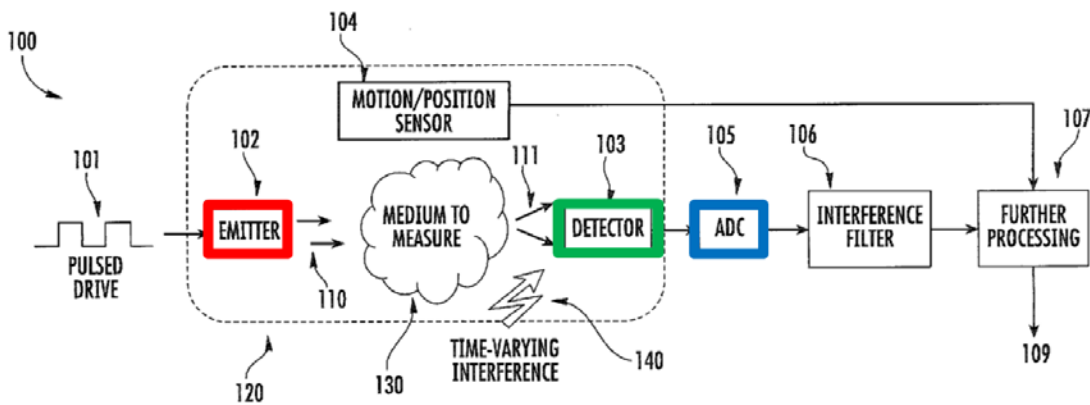 100
104
MOTION/POSITION
SENSOR
107
101
102
111
103
105
106
EMITTER
MEDIUM TO
MEASURE
DETECTOR
ADC
INTERFERENCE
FILTER
FURTHER
PROCESSING
PULSED
DRIVE
110
120
130
TIME-VARYING
INTERFERENCE
140
109